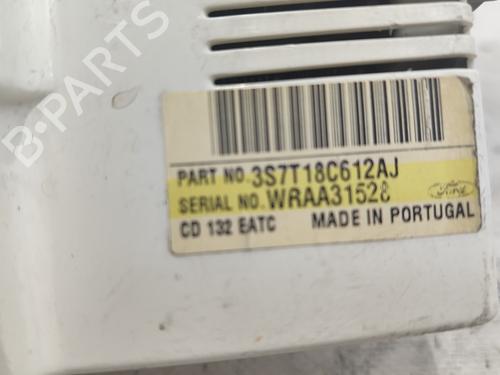 B-PARTS
PART NO. 3S7T18C612AJ
SERIAL NO. WRAA31528
Ford
CD 132 EATC MADE IN PORTUGAL